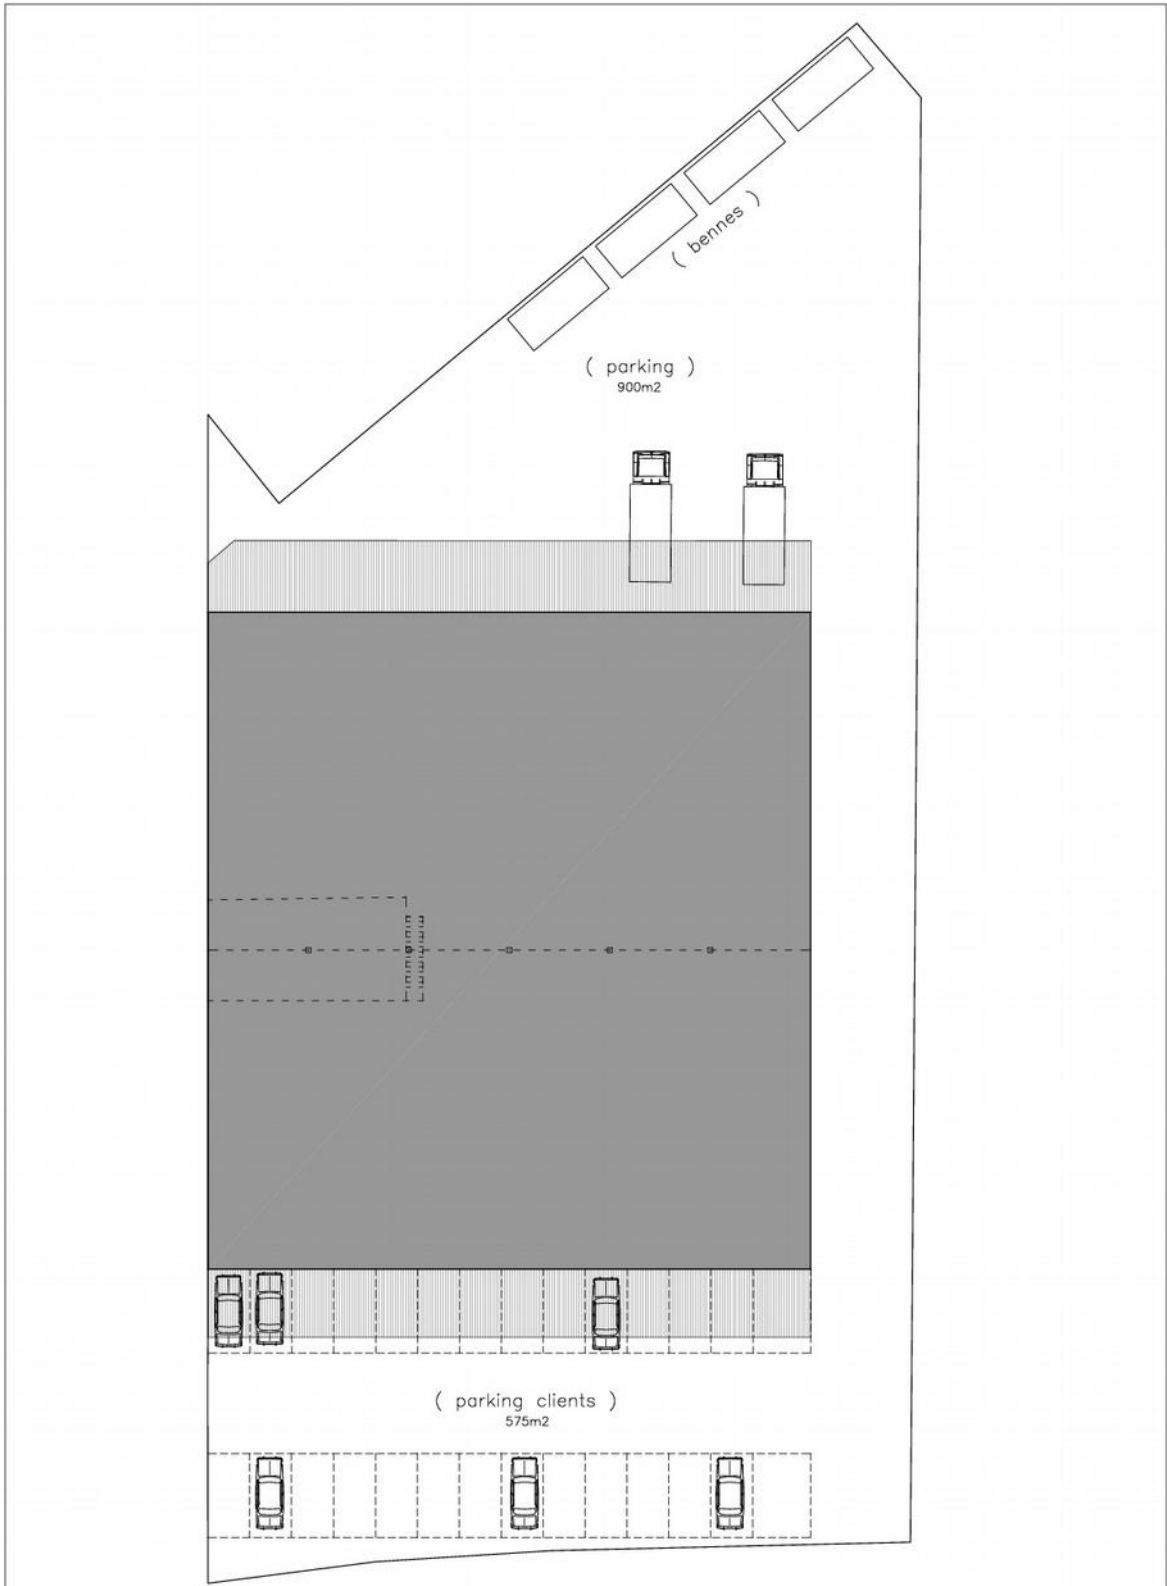 ( bennes )
( parking )
900m2
( parking clients )
575m2